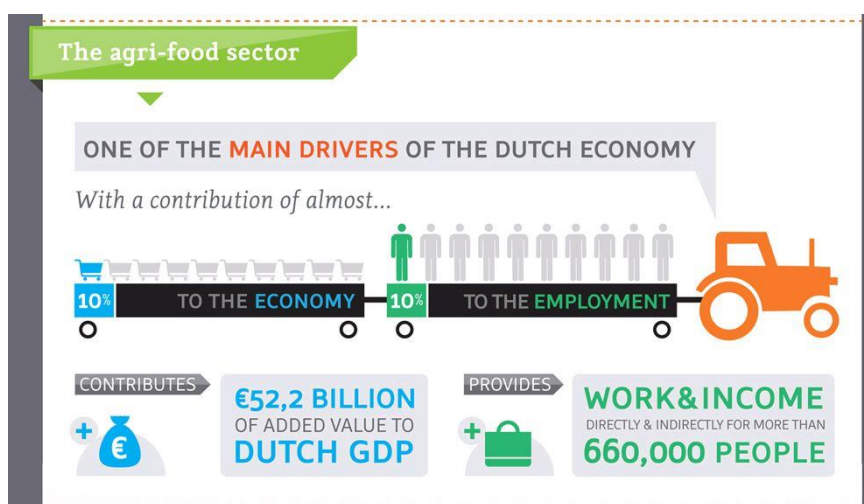 The agri-food sector
ONE OF THE MAIN DRIVERS OF THE DUTCH ECONOMY
With a contribution of almost...
10% TO THE ECONOMY
10% TO THE EMPLOYMENT
CONTRIBUTES
+
€
€52,2 BILLION
OF ADDED VALUE TO
DUTCH GDP
PROVIDES
+
WORK&INCOME
DIRECTLY & INDIRECTLY FOR MORE THAN
660,000 PEOPLE